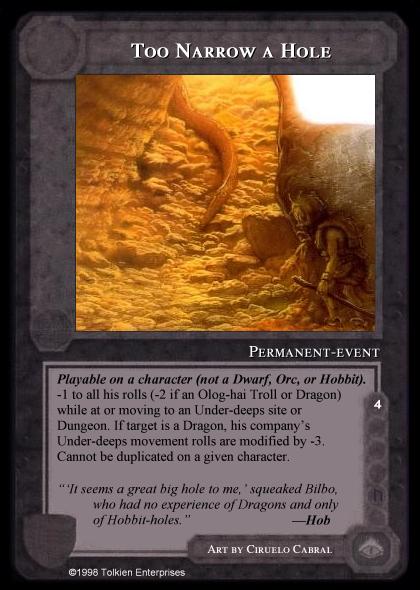 Too Narrow a Hole
Permanent-event
Playable on a character (not a Dwarf, Orc, or Hobbit).
-1 to all his rolls (-2 if an Olog-hai Troll or Dragon)
while at or moving to an Under-deeps site or
Dungeon. If target is a Dragon, his company's
Under-deeps movement rolls are modified by -3.
Cannot be duplicated on a given character.
4
“‘It seems a great big hole to me,’ squeaked Bilbo,
who had no experience of Dragons and only
of Hobbit-holes.” —Hob
Art by Ciruelo Cabral
©1998 Tolkien Enterprises